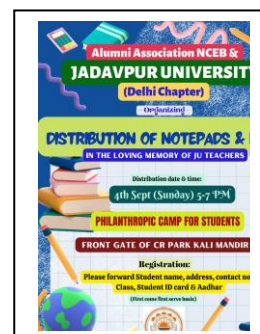 Alumni Association NCEB &
JADAVPUR UNIVERSIT
(Delhi Chapter)
Organizing
DISTRIBUTION OF NOTEPADS &
IN THE LOVING MEMORY OF JU TEACHERS
Distribution date & time:
4th Sept (Sunday) 5-7 PM
PHILANTHROPIC CAMP FOR STUDENTS
FRONT GATE OF CR PARK KALI MANDIR
Registration:
Please forward Student name, address, contact no
Class, Student ID card & Aadhar
(First come first serve basis)